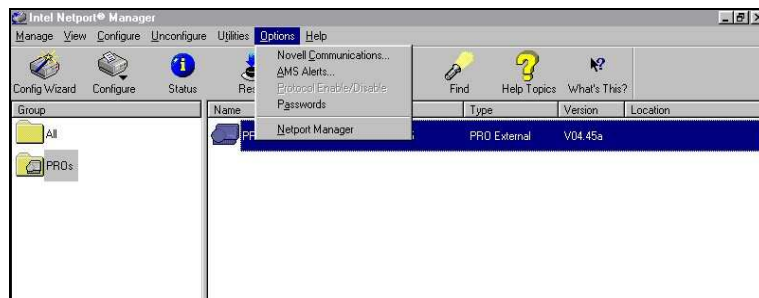 Intel Netport® Manager
Manage View Configure Unconfigure Utilities Options Help
Novell Communications...
AMS Alerts...
Protocol Enable/Disable
Passwords
Netport Manager
Config Wizard Configure Status Res Find Help Topics What's This?
Group Name Type Version Location
All
PRO External V04.45a
PROs